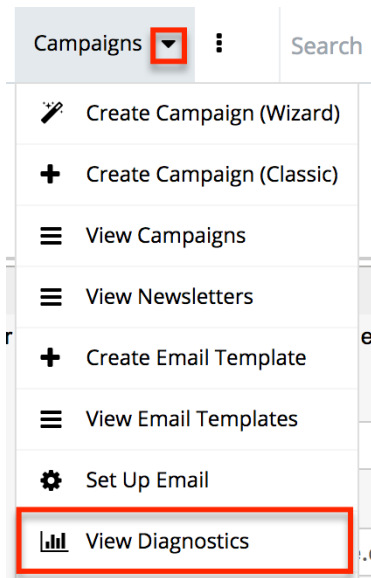 Campaigns
Search
Create Campaign (Wizard)
Create Campaign (Classic)
View Campaigns
View Newsletters
Create Email Template
View Email Templates
Set Up Email
View Diagnostics